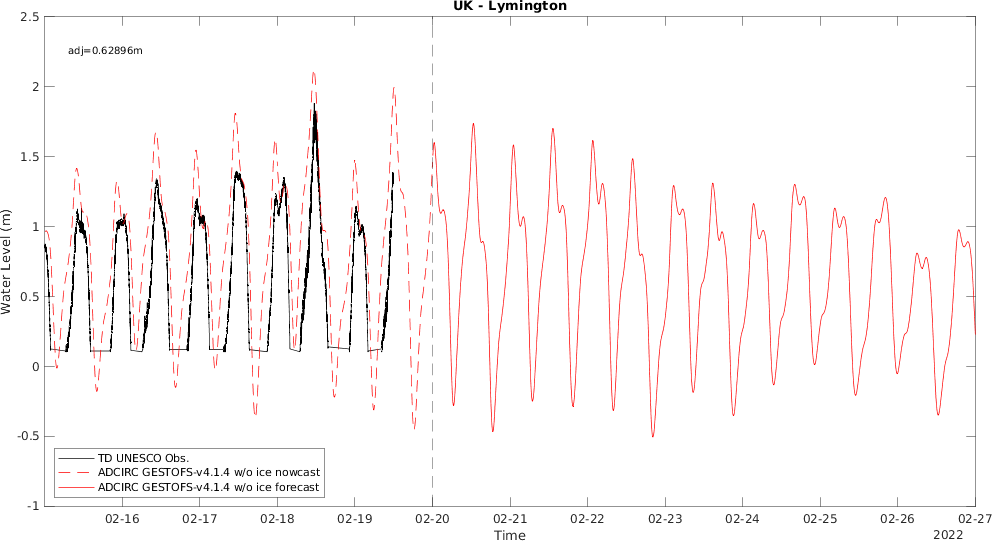 UK - Lymington
2.5
adj=0.62896m
2
1.5
1
0.5
0
-0.5
-1
Water Level (m)
TD UNESCO Obs.
ADCIRC GESTOFS-v4.1.4 w/o ice nowcast
ADCIRC GESTOFS-v4.1.4 w/o ice forecast
02-16 02-17 02-18 02-19 02-20 02-21 02-22 02-23 02-24 02-25 02-26 02-27
Time
2022